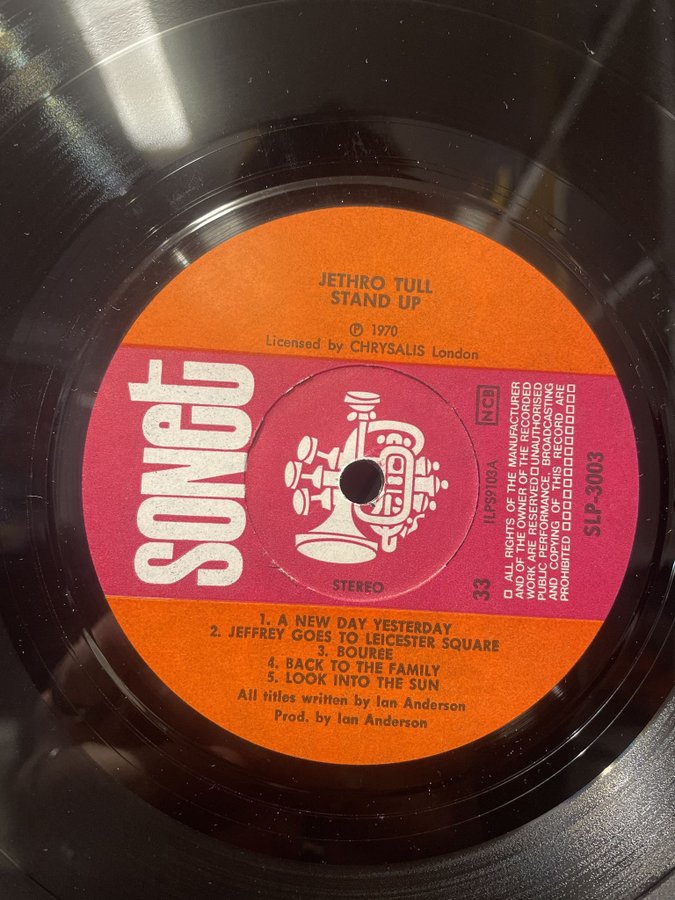 JETHRO TULL
STAND UP
℗ 1970
Licensed by CHRYSALIS London
SONET
NCB
ILPS9103A
STEREO
33
□ ALL RIGHTS OF THE MANUFACTURER
AND OF THE OWNER OF THE RECORDED
WORK ARE RESERVED □ UNAUTHORISED
PUBLIC PERFORMANCE, BROADCASTING
AND COPYING OF THIS RECORD ARE
PROHIBITED □□□□□□□□□□□□□
SLP-3003
1. A NEW DAY YESTERDAY
2. JEFFREY GOES TO LEICESTER SQUARE
3. BOUREE
4. BACK TO THE FAMILY
5. LOOK INTO THE SUN
All titles written by Ian Anderson
Prod. by Ian Anderson